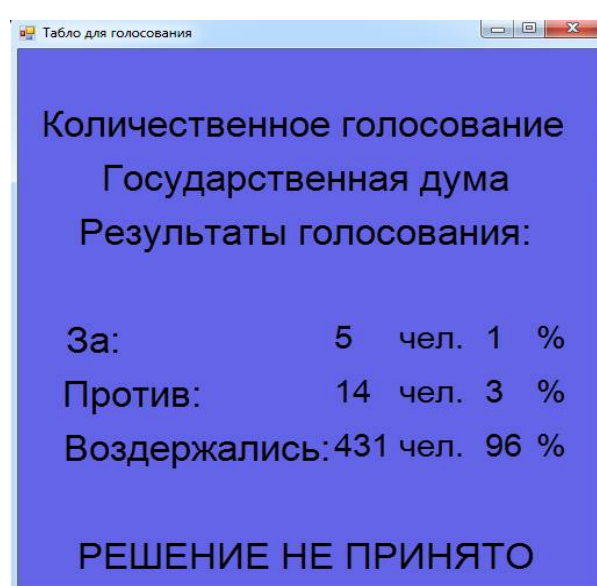 Табло для голосования
Количественное голосование
Государственная дума
Результаты голосования:
За: 5 чел. 1 %
Против: 14 чел. 3 %
Воздержались: 431 чел. 96 %
РЕШЕНИЕ НЕ ПРИНЯТО